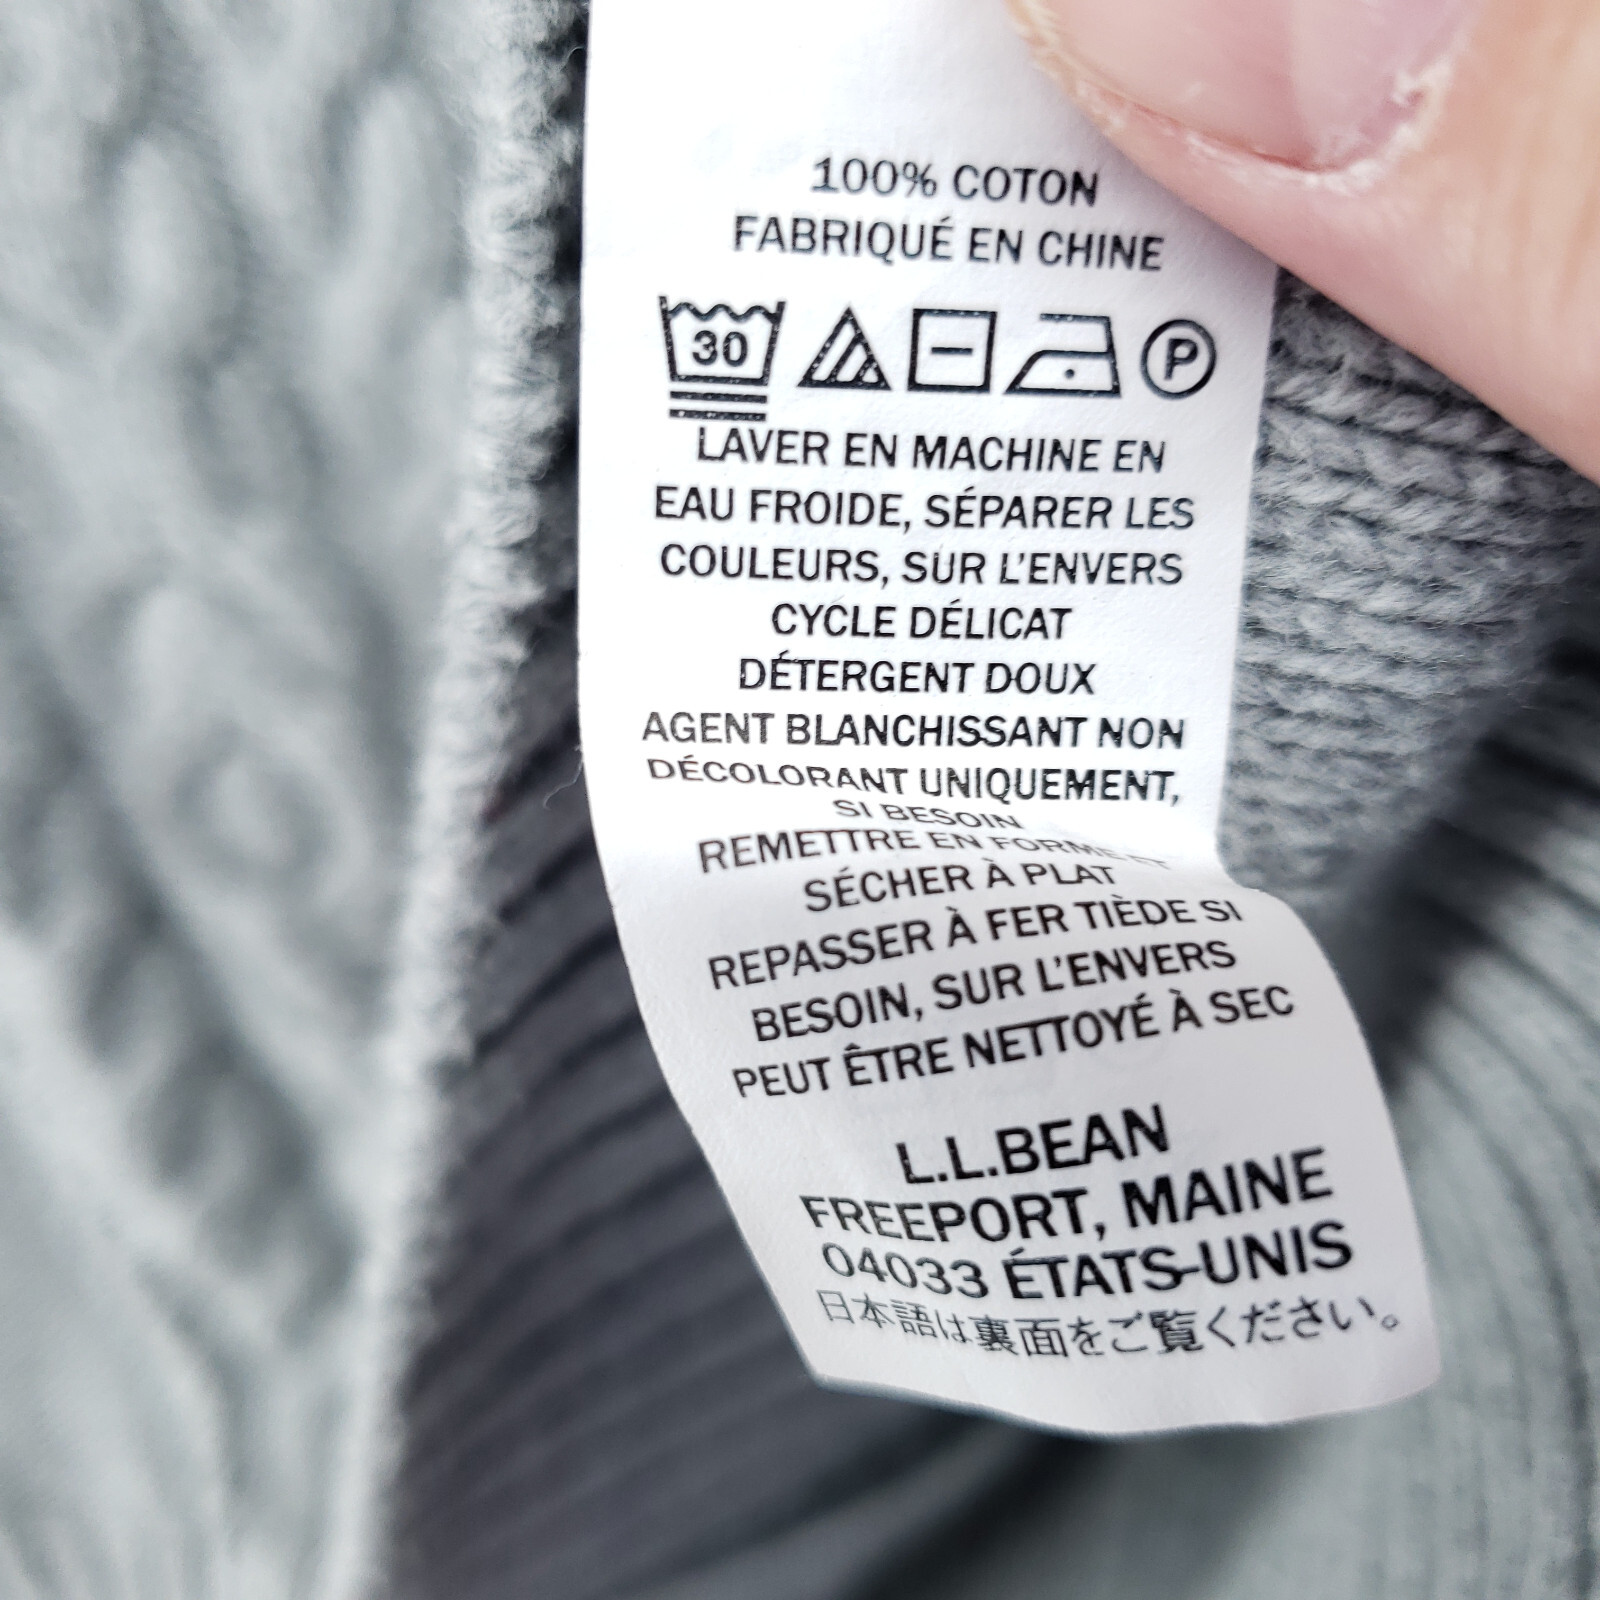 100% COTON
FABRIQUÉ EN CHINE
30 P
LAVER EN MACHINE EN
EAU FROIDE, SÉPARER LES
COULEURS, SUR L'ENVERS
CYCLE DÉLICAT
DÉTERGENT DOUX
AGENT BLANCHISSANT NON
DÉCOLORANT UNIQUEMENT,
SI BESOIN
REMETTRE EN FORME ET
SÉCHER À PLAT
REPASSER À FER TIÈDE SI
BESOIN, SUR L'ENVERS
PEUT ÊTRE NETTOYÉ À SEC
L.L.BEAN
FREEPORT, MAINE
04033 ÉTATS-UNIS
日本語は裏面をご覧ください。